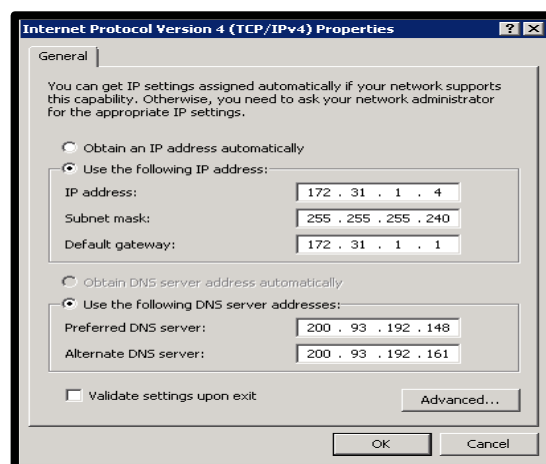 Internet Protocol Version 4 (TCP/IPv4) Properties
General
You can get IP settings assigned automatically if your network supports
this capability. Otherwise, you need to ask your network administrator
for the appropriate IP settings.
Obtain an IP address automatically
Use the following IP address:
IP address: 172 . 31 . 1 . 4
Subnet mask: 255 . 255 . 255 . 240
Default gateway: 172 . 31 . 1 . 1
Obtain DNS server address automatically
Use the following DNS server addresses:
Preferred DNS server: 200 . 93 . 192 . 148
Alternate DNS server: 200 . 93 . 192 . 161
Validate settings upon exit
Advanced...
OK Cancel